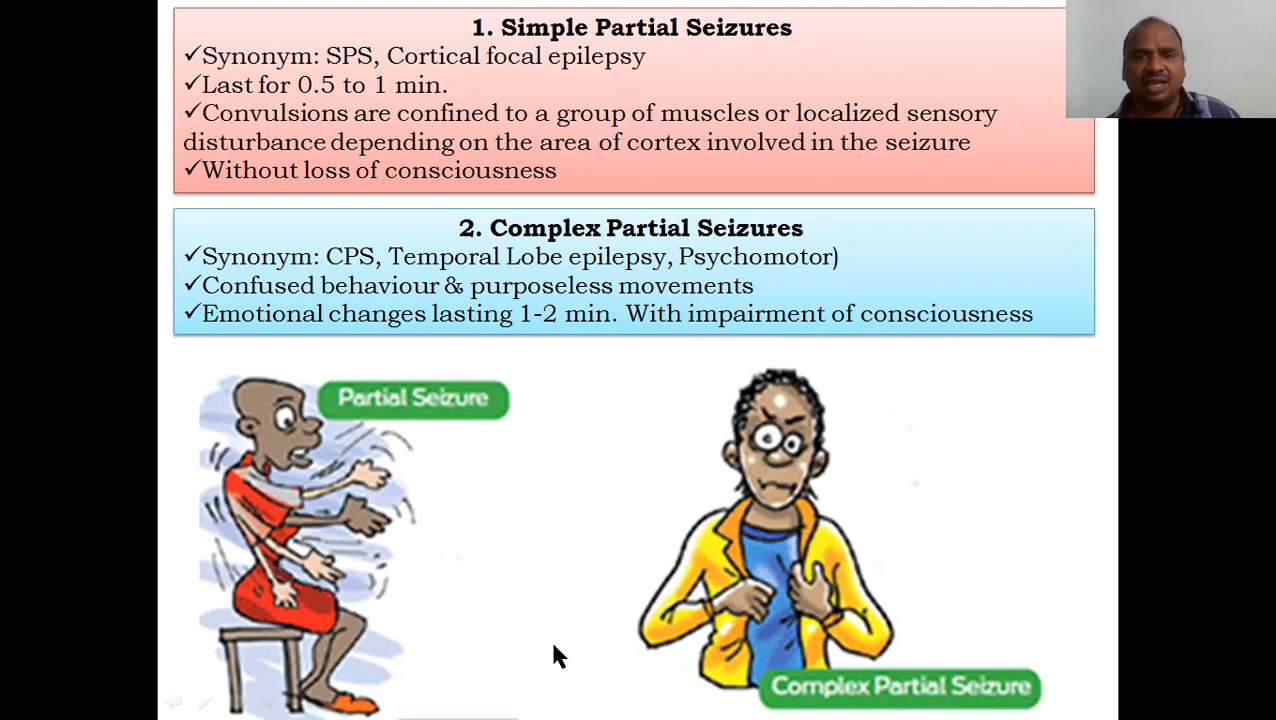 1. Simple Partial Seizures
✓Synonym: SPS, Cortical focal epilepsy
✓Last for 0.5 to 1 min.
✓Convulsions are confined to a group of muscles or localized sensory
disturbance depending on the area of cortex involved in the seizure
✓Without loss of consciousness
2. Complex Partial Seizures
✓Synonym: CPS, Temporal Lobe epilepsy, Psychomotor)
✓Confused behaviour & purposeless movements
✓Emotional changes lasting 1-2 min. With impairment of consciousness
Partial Seizure
Complex Partial Seizure